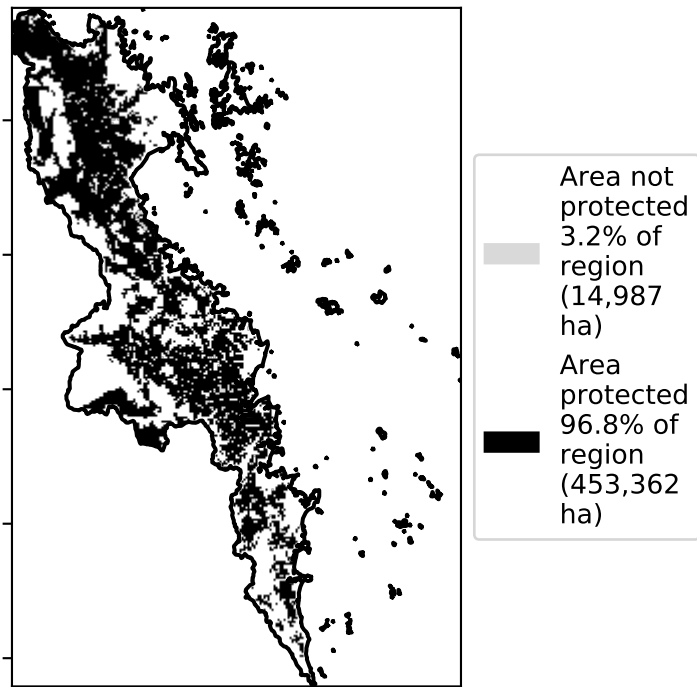 Area not
protected
3.2% of
region
(14,987
ha)
Area
protected
96.8% of
region
(453,362
ha)